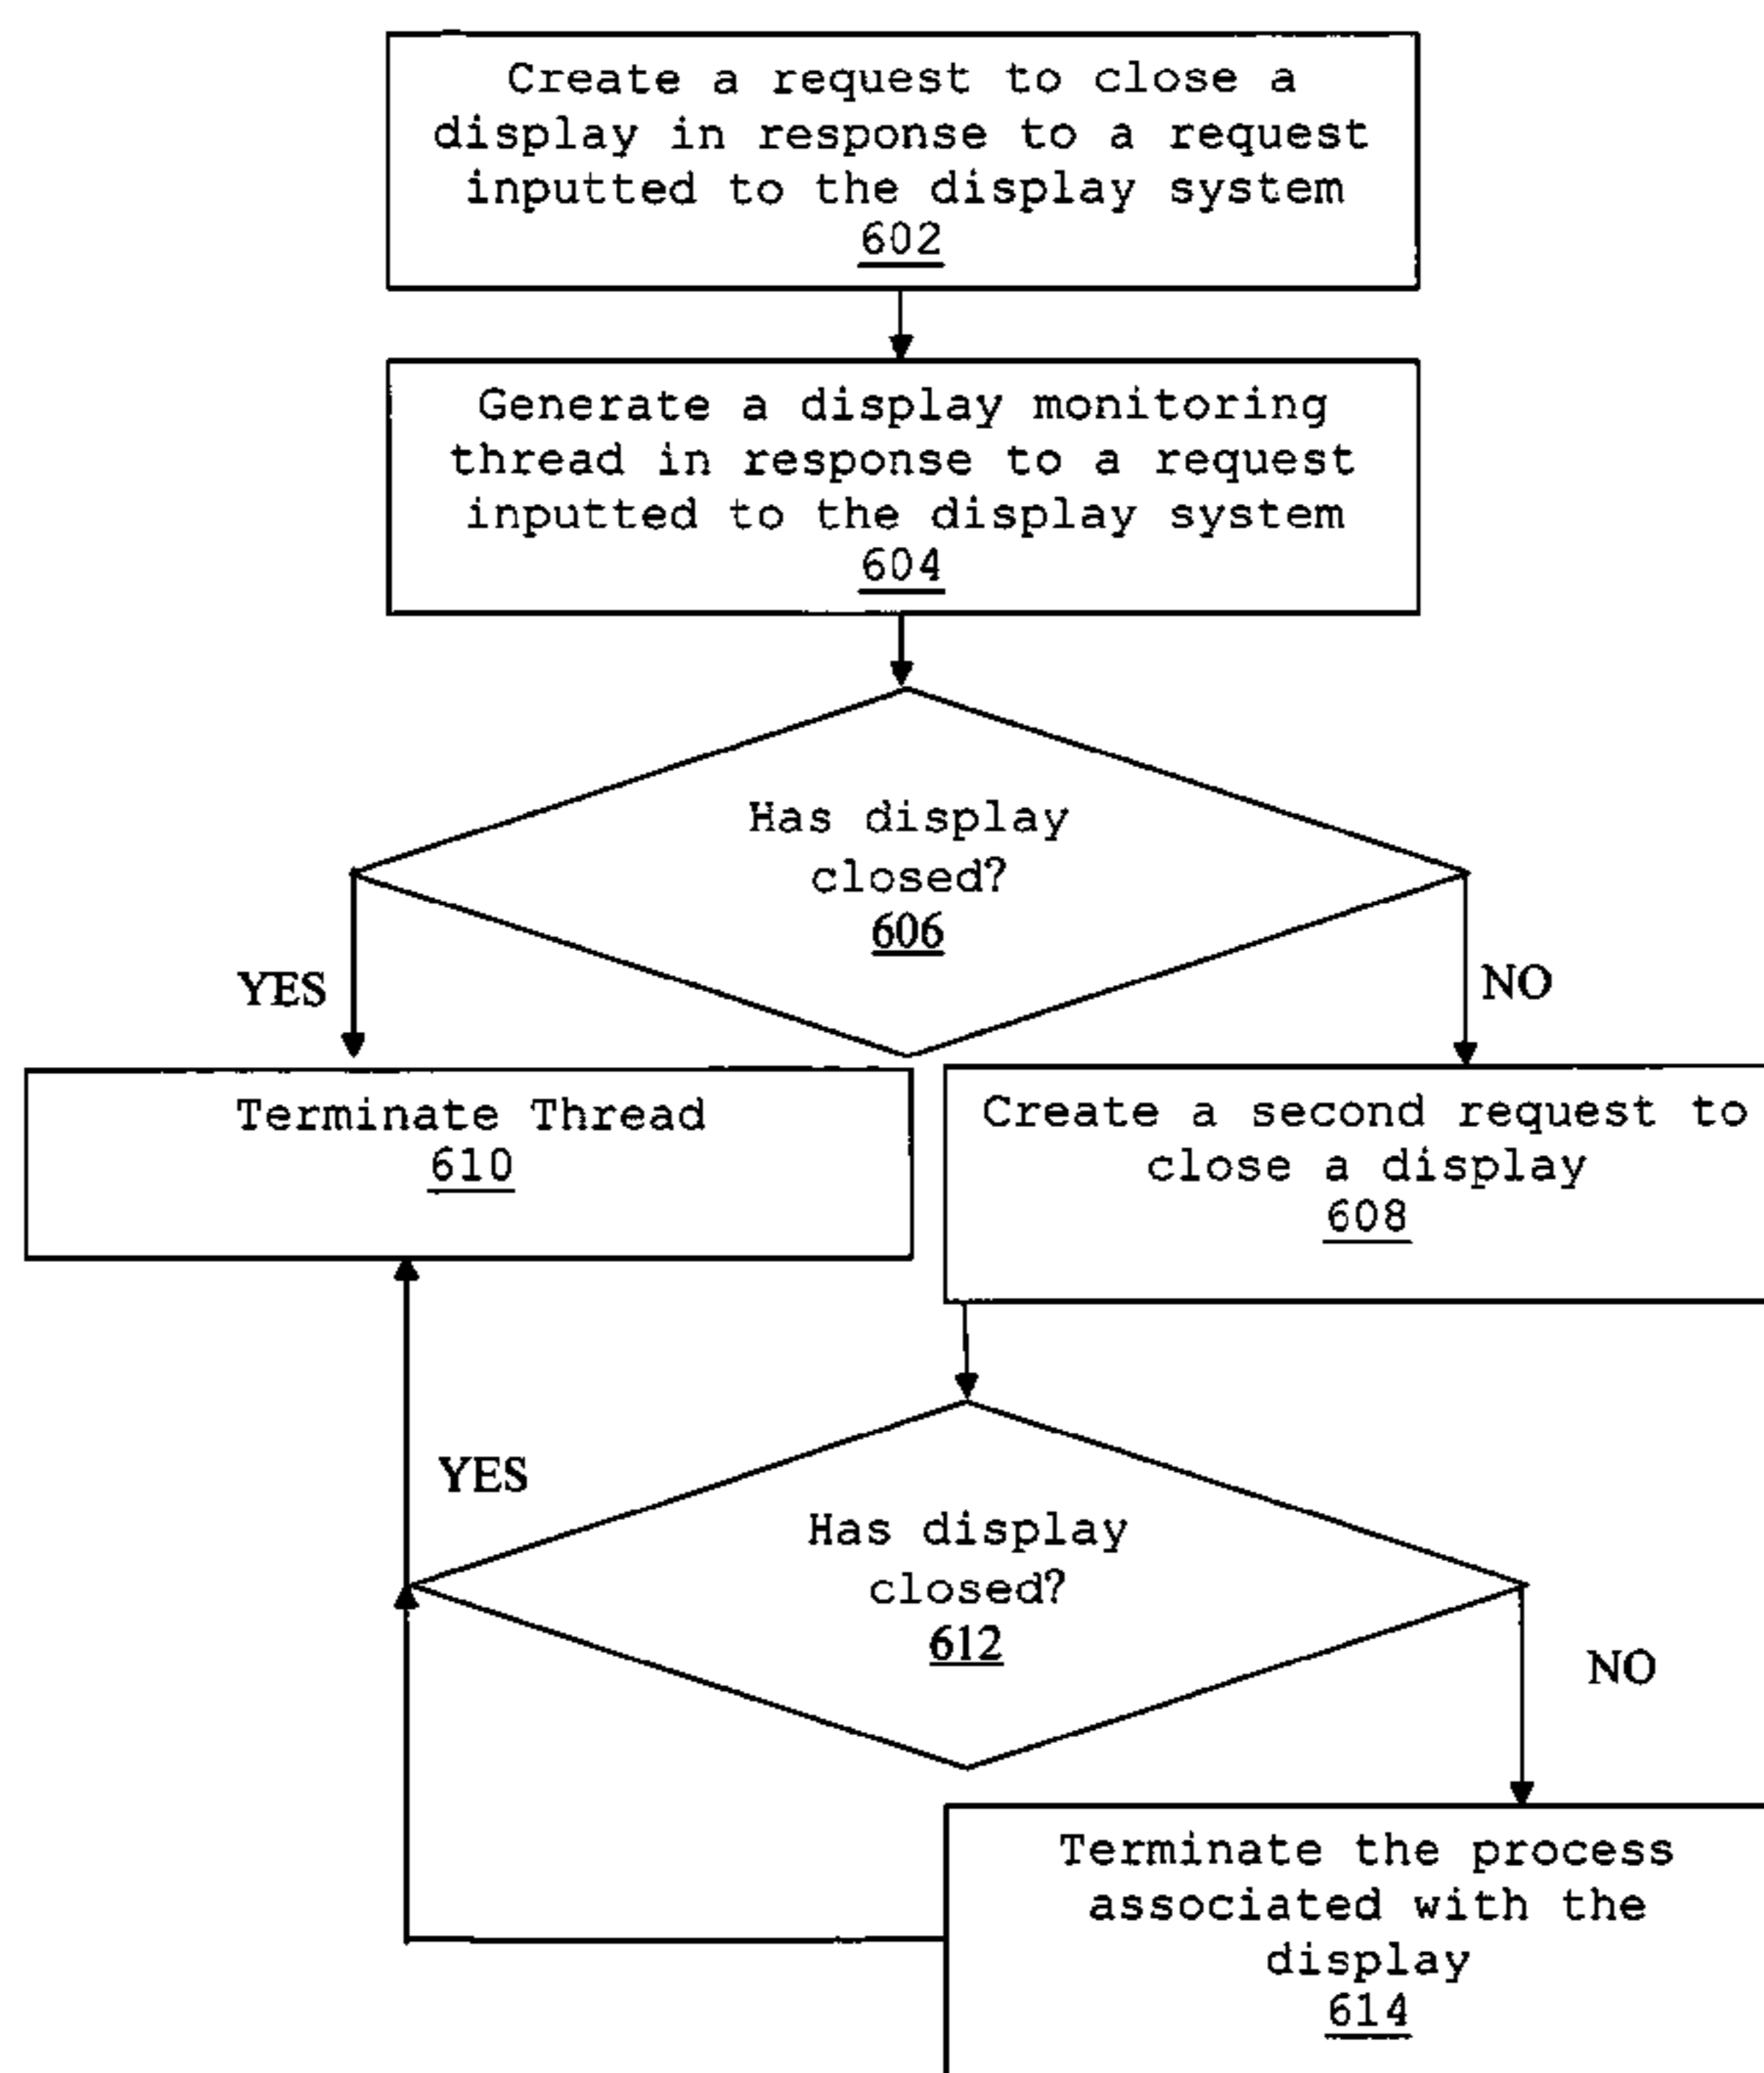 Create a request to close a
display in response to a request
inputted to the display system
602
Generate a display monitoring
thread in response to a request
inputted to the display system
604
Has display
closed?
606
YES
NO
Terminate Thread
610
Create a second request to
close a display
608
YES
Has display
closed?
612
NO
Terminate the process
associated with the
display
614